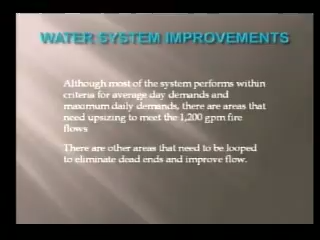 WATER SYSTEM IMPROVEMENTS
Although most of the system performs within
criteria for average day demands and
maximum daily demands, there are areas that
need upsizing to meet the 1,200 gpm fire
flows
There are other areas that need to be looped
to eliminate dead ends and improve flow.